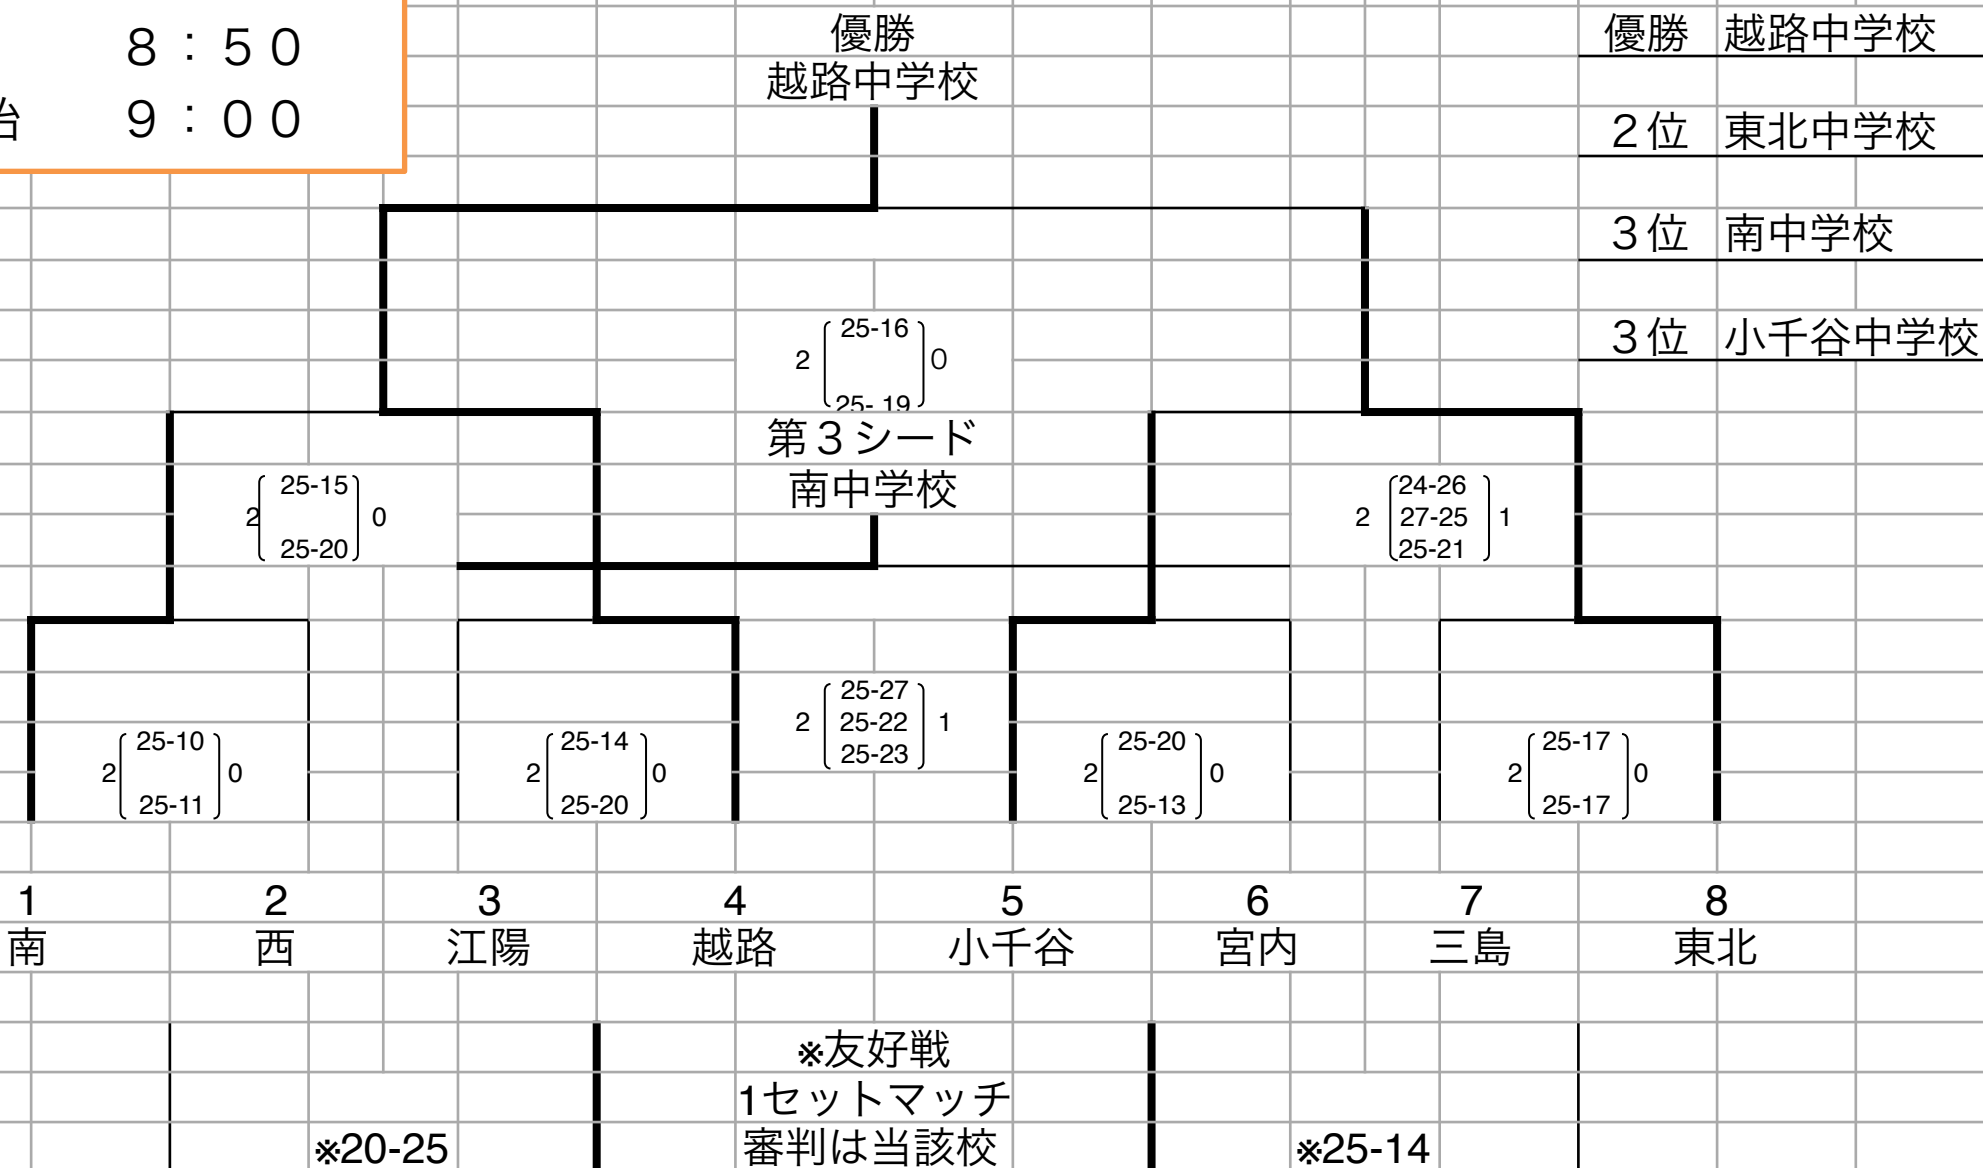 ８：５０
９：００
優勝
越路中学校
優勝 越路中学校
２位 東北中学校
３位 南中学校
３位 小千谷中学校
25-16
2 0
25- 19
第３シード
南中学校
25-15
2 0
25-20
24-26
2 27-25 1
25-21
25-27
2 25-22 1
25-23
25-10
2 0
25-11
25-14
2 0
25-20
25-20
2 0
25-13
25-17
2 0
25-17
1 2 3 4 5 6 7 8
南 西 江陽 越路 小千谷 宮内 三島 東北
※友好戦
1セットマッチ
※20-25 審判は当該校 ※25-14